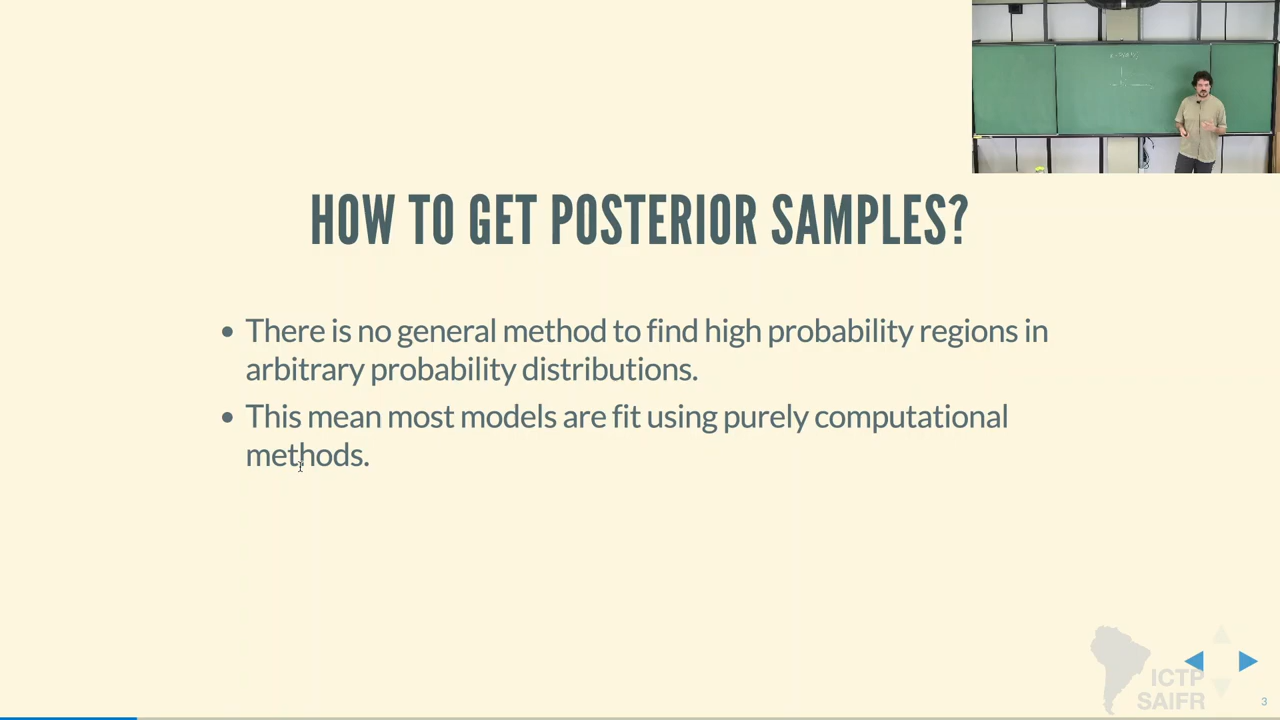 HOW TO GET POSTERIOR SAMPLES?
There is no general method to find high probability regions in
arbitrary probability distributions.
This mean most models are fit using purely computational
methods.
ICTP
SAIFR
3